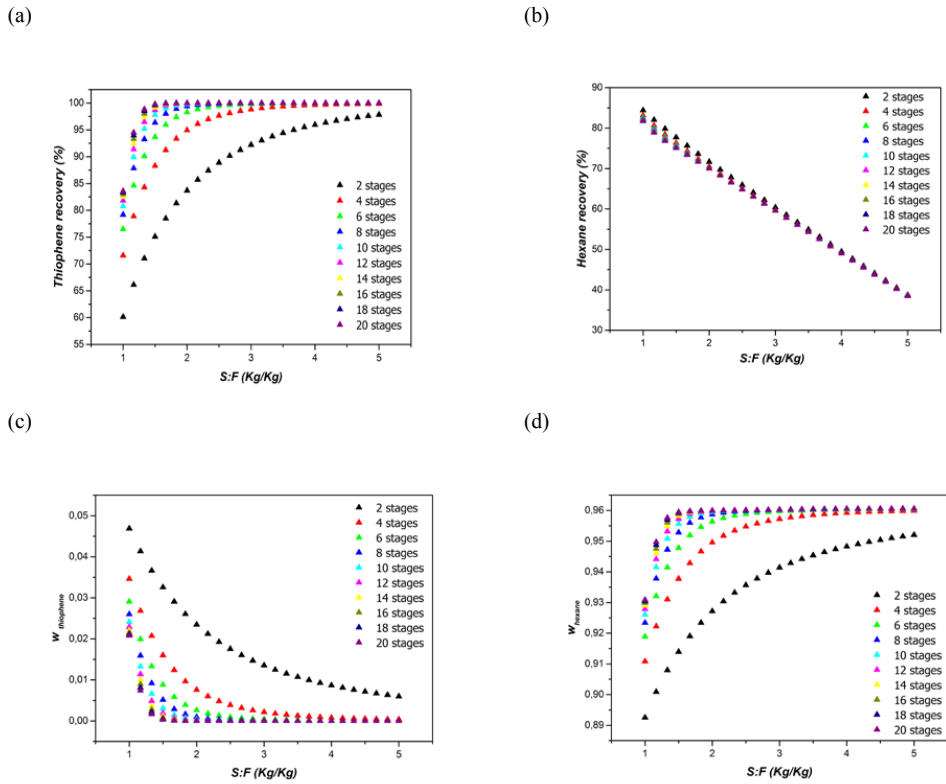 (a)
(b)
Thiophene recovery (%)
100
95
90
85
80
75
70
65
60
55
2 stages
4 stages
6 stages
8 stages
10 stages
12 stages
14 stages
16 stages
18 stages
20 stages
1 2 3 4 5
S:F (Kg/Kg)
Hexane recovery (%)
90
80
70
60
50
40
30
2 stages
4 stages
6 stages
8 stages
10 stages
12 stages
14 stages
16 stages
18 stages
20 stages
1 2 3 4 5
S:F (Kg/Kg)
(c)
(d)
w thiophene
0,05
0,04
0,03
0,02
0,01
0,00
2 stages
4 stages
6 stages
8 stages
10 stages
12 stages
14 stages
16 stages
18 stages
20 stages
1 2 3 4 5
S:F (Kg/Kg)
w hexane
0,96
0,95
0,94
0,93
0,92
0,91
0,90
0,89
2 stages
4 stages
6 stages
8 stages
10 stages
12 stages
14 stages
16 stages
18 stages
20 stages
1 2 3 4 5
S:F (Kg/Kg)